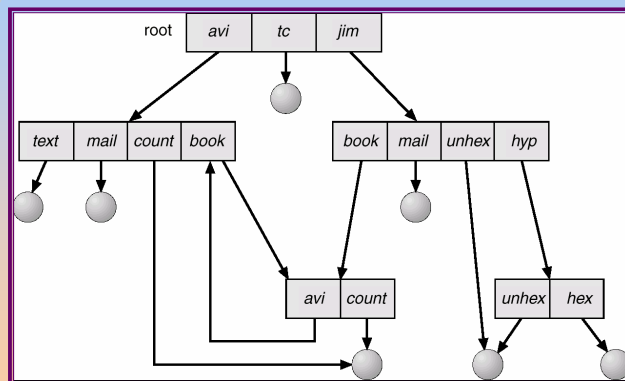 root avi tc jim
text mail count book book mail unhex hyp
avi count unhex hex